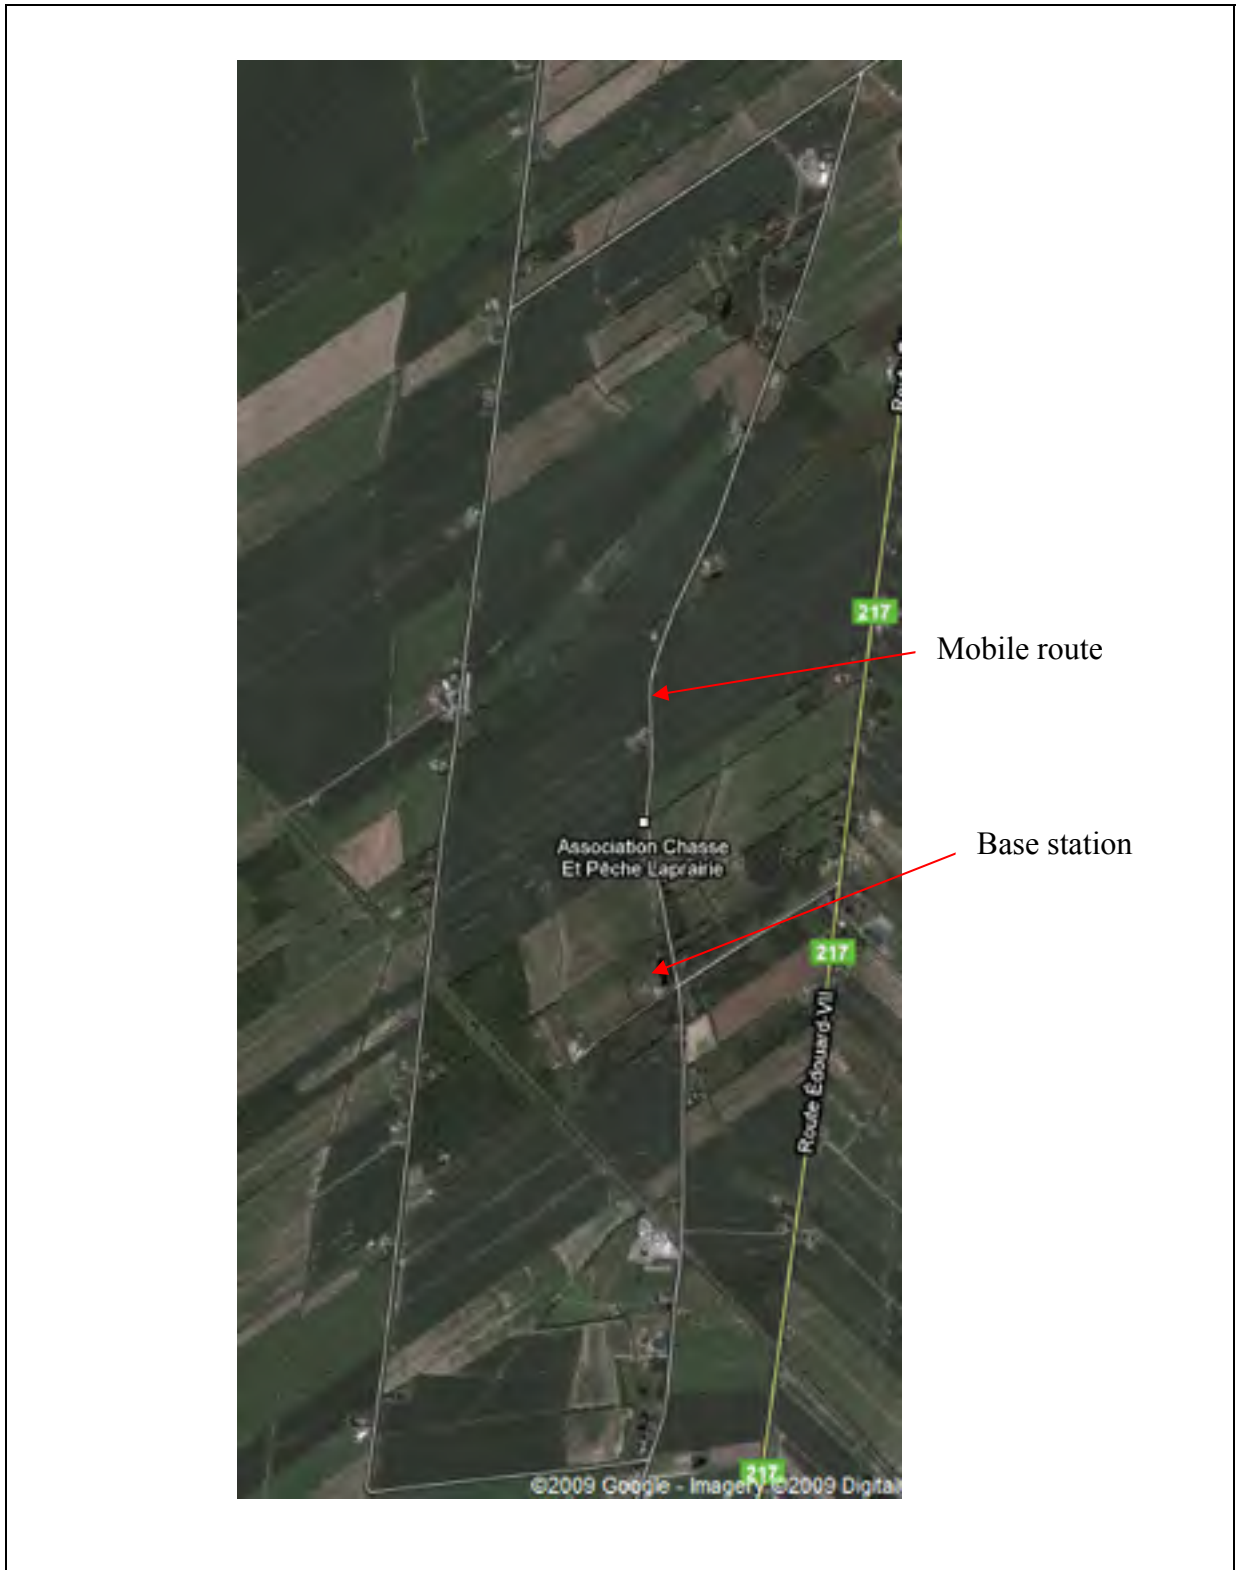 217
Mobile route
Association Chasse
Et Pêche Laprairie
Base station
217
Route Édouard-VII
217
©2009 Google - Imagery ©2009 Digital